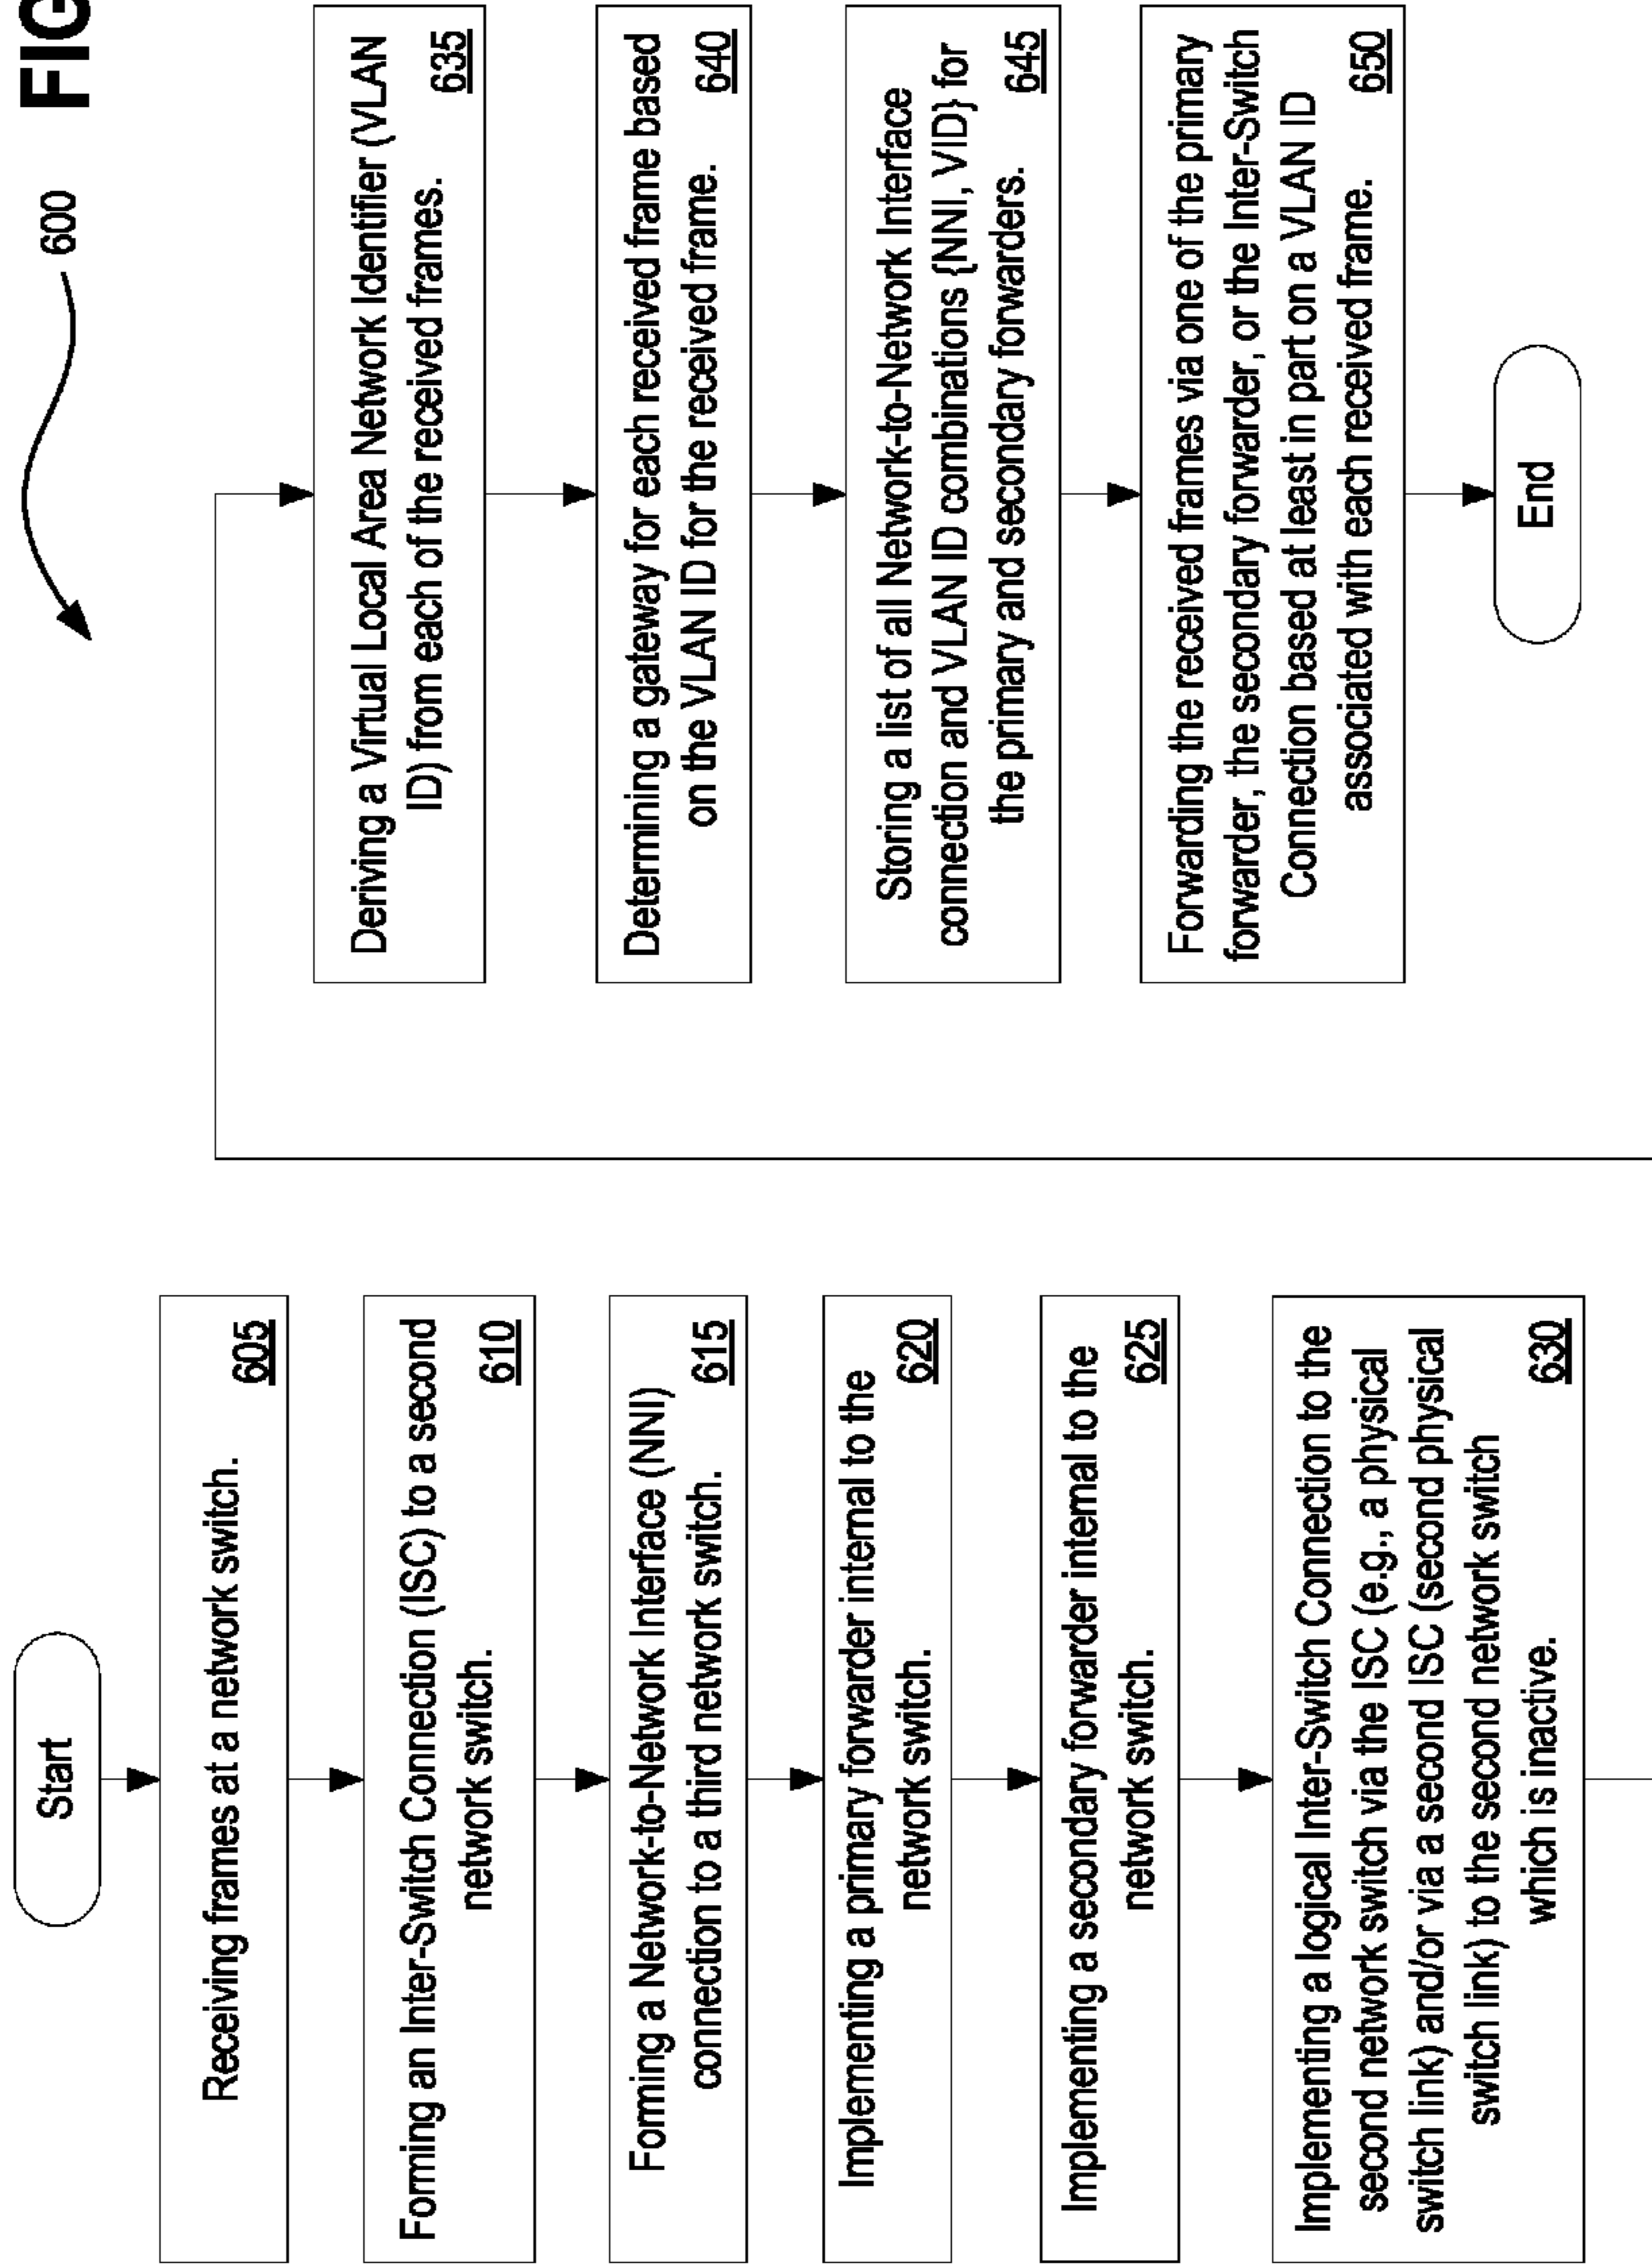 FIG
600
Start
Receiving frames at a network switch.
605
Forming an Inter-Switch Connection (ISC) to a second
network switch.
610
Forming a Network-to-Network Interface (NNI)
connection to a third network switch.
615
Implementing a primary forwarder internal to the
network switch.
620
Implementing a secondary forwarder internal to the
network switch.
625
Implementing a logical Inter-Switch Connection to the
second network switch via the ISC (e.g., a physical
switch link) and/or via a second ISC (second physical
switch link) to the second network switch
which is inactive.
630
Deriving a Virtual Local Area Network Identifier (VLAN
ID) from each of the received frames.
635
Determining a gateway for each received frame based
on the VLAN ID for the received frame.
640
Storing a list of all Network-to-Network Interface
connection and VLAN ID combinations {NNI, VID} for
the primary and secondary forwarders.
645
Forwarding the received frames via one of the primary
forwarder, the secondary forwarder, or the Inter-Switch
Connection based at least in part on a VLAN ID
associated with each received frame.
650
End